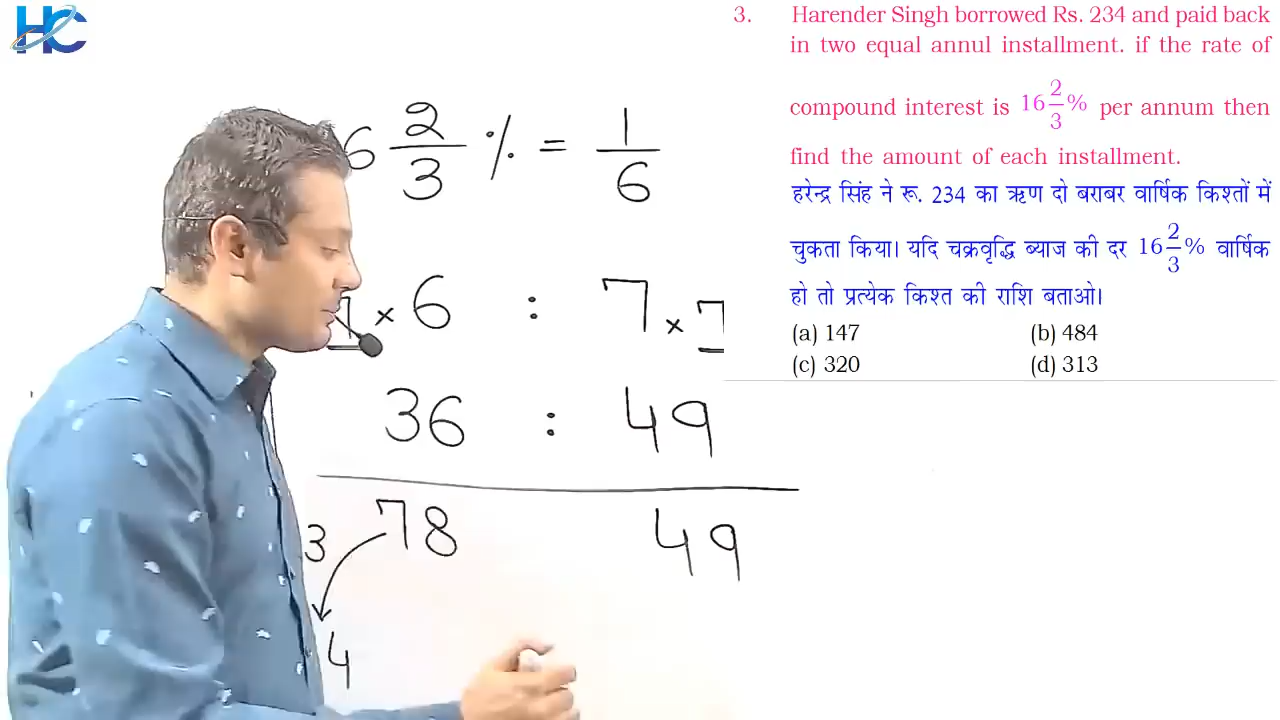 HC
3. Harender Singh borrowed Rs. 234 and paid back
in two equal annul installment. if the rate of
compound interest is 16 2/3 % per annum then
find the amount of each installment.
हरेन्द्र सिंह ने रू. 234 का ऋण दो बराबर वार्षिक किश्तों में
चुकता किया। यदि चक्रवृद्धि ब्याज की दर 16 2/3 % वार्षिक
हो तो प्रत्येक किश्त की राशि बताओ।
(a) 147 (b) 484
(c) 320 (d) 313
6 2/3 % = 1/6
7 × 6 : 7 × 7
36 : 49
3 78 49
4